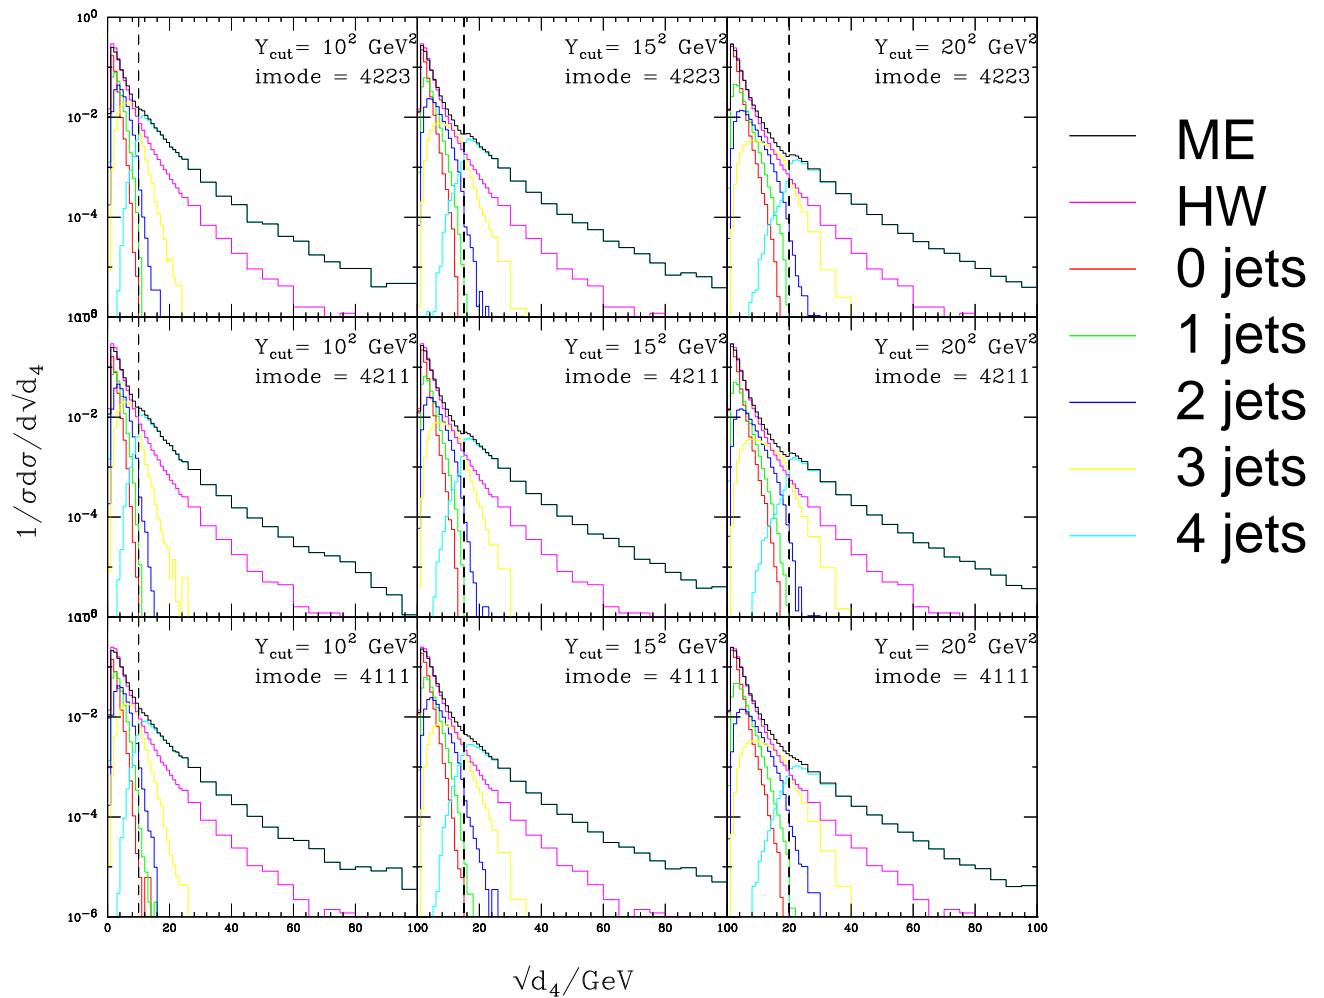 10⁰
Y_cut= 10² GeV²
imode = 4223
Y_cut= 15² GeV²
imode = 4223
Y_cut= 20² GeV²
imode = 4223
10⁻²
10⁻⁴
Y_cut= 10² GeV²
imode = 4211
Y_cut= 15² GeV²
imode = 4211
Y_cut= 20² GeV²
imode = 4211
10⁻²
10⁻⁴
Y_cut= 10² GeV²
imode = 4111
Y_cut= 15² GeV²
imode = 4111
Y_cut= 20² GeV²
imode = 4111
10⁻²
10⁻⁴
10⁻⁶
0 20 40 60 80 20 40 60 80 20 40 60 80 100
1/σdσ/d√d₄
√d₄/GeV
ME
HW
0 jets
1 jets
2 jets
3 jets
4 jets